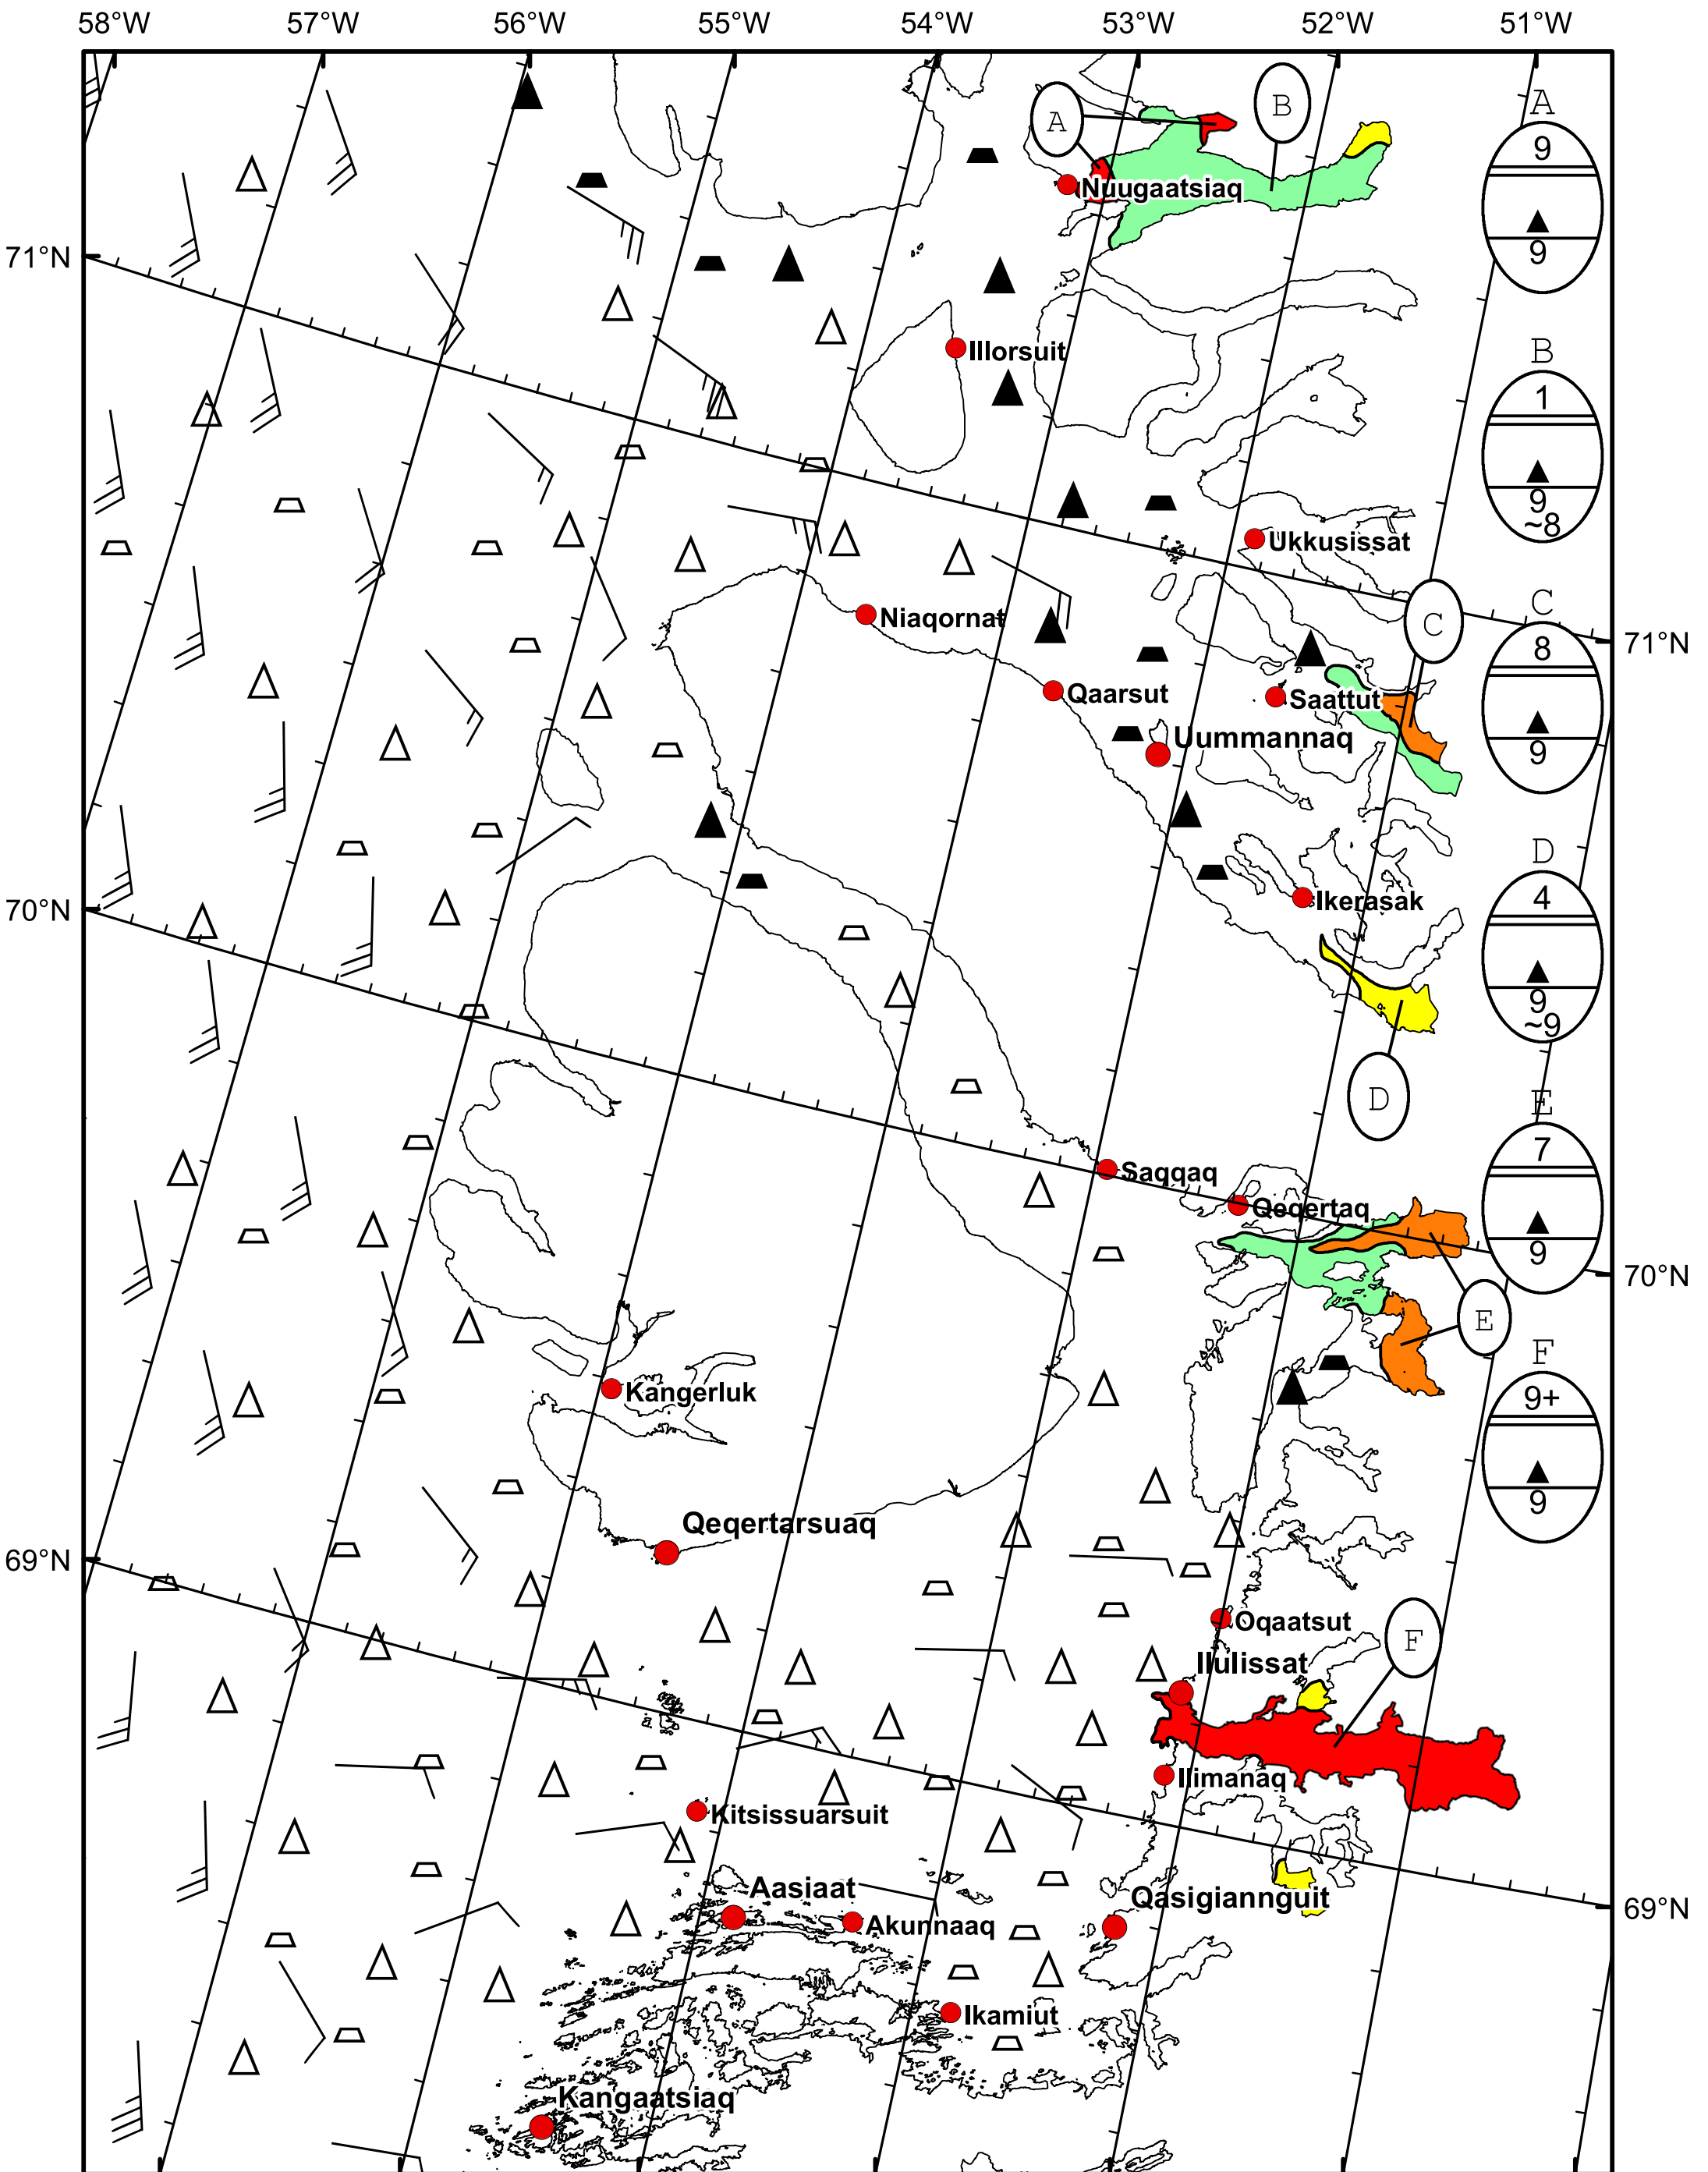 58°W 57°W 56°W 55°W 54°W 53°W 52°W 51°W
A
B
A
9
9
Nuugaatsiaq
71°N
Illorsuit
B
1
9
~8
Ukkusissat
C
8
9
C
Niaqornat
71°N
Qaarsut
Saattut
Uummannaq
D
4
9
~9
Ikerasak
70°N
D
E
7
9
Saqqaq
Qeqertaq
70°N
E
F
9+
9
Kangerluk
Qeqertarsuaq
69°N
Oqaatsut
F
Ilulissat
Ilimanaq
Kitsissuarsuit
Aasiaat
Qasigiannguit
69°N
Akunnaaq
Ikamiut
Kangaatsiaq